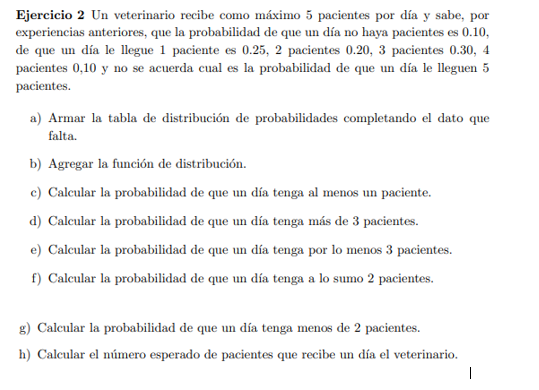 Ejercicio 2 Un veterinario recibe como máximo 5 pacientes por día y sabe, por
experiencias anteriores, que la probabilidad de que un día no haya pacientes es 0.10,
de que un día le llegue 1 paciente es 0.25, 2 pacientes 0.20, 3 pacientes 0.30, 4
pacientes 0,10 y no se acuerda cual es la probabilidad de que un día le lleguen 5
pacientes.
a) Armar la tabla de distribución de probabilidades completando el dato que
falta.
b) Agregar la función de distribución.
c) Calcular la probabilidad de que un día tenga al menos un paciente.
d) Calcular la probabilidad de que un día tenga más de 3 pacientes.
e) Calcular la probabilidad de que un día tenga por lo menos 3 pacientes.
f) Calcular la probabilidad de que un día tenga a lo sumo 2 pacientes.
g) Calcular la probabilidad de que un día tenga menos de 2 pacientes.
h) Calcular el número esperado de pacientes que recibe un día el veterinario.